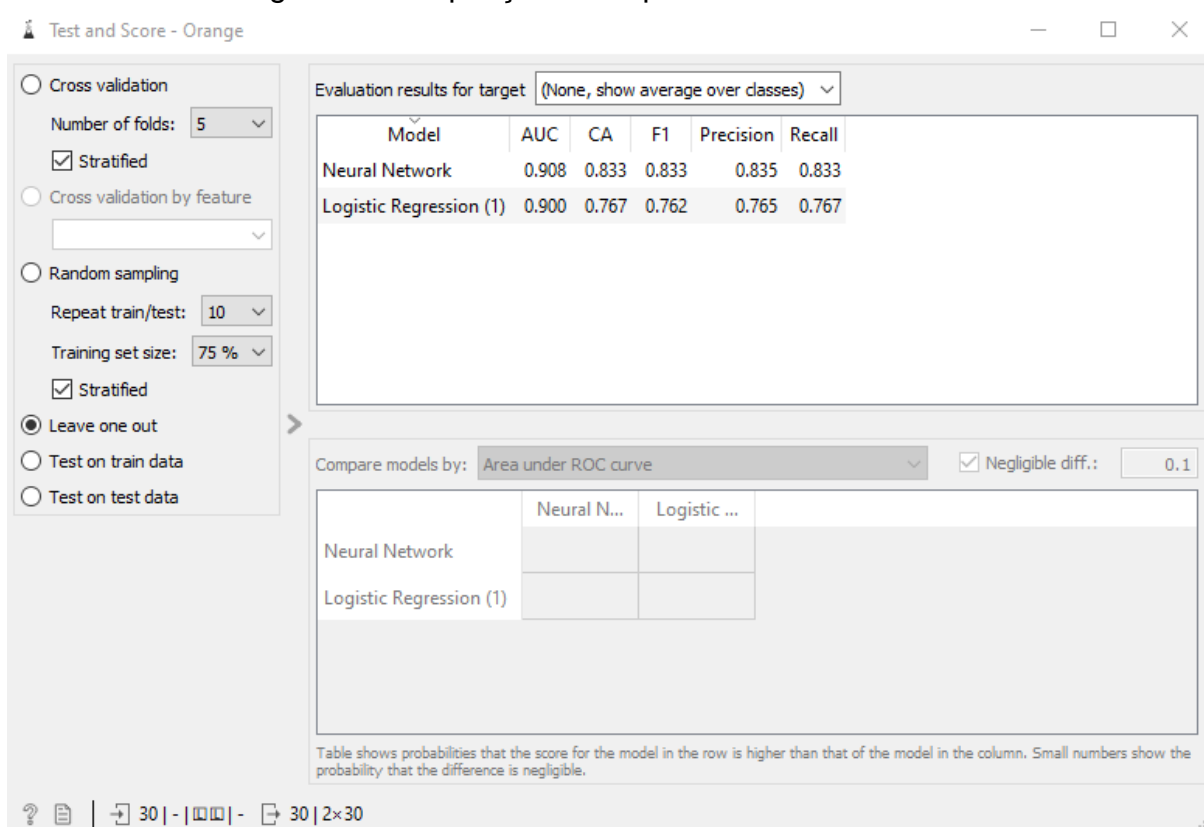 Test and Score - Orange
Cross validation
Number of folds: 5
Stratified
Cross validation by feature
Random sampling
Repeat train/test: 10
Training set size: 75 %
Stratified
Leave one out
Test on train data
Test on test data
Evaluation results for target (None, show average over classes)
Model AUC CA F1 Precision Recall
Neural Network 0.908 0.833 0.833 0.835 0.833
Logistic Regression (1) 0.900 0.767 0.762 0.765 0.767
Compare models by: Area under ROC curve Negligible diff.: 0.1
Neural N... Logistic ...
Neural Network
Logistic Regression (1)
Table shows probabilities that the score for the model in the row is higher than that of the model in the column. Small numbers show the
probability that the difference is negligible.
30 | - | | - 30 | 2×30